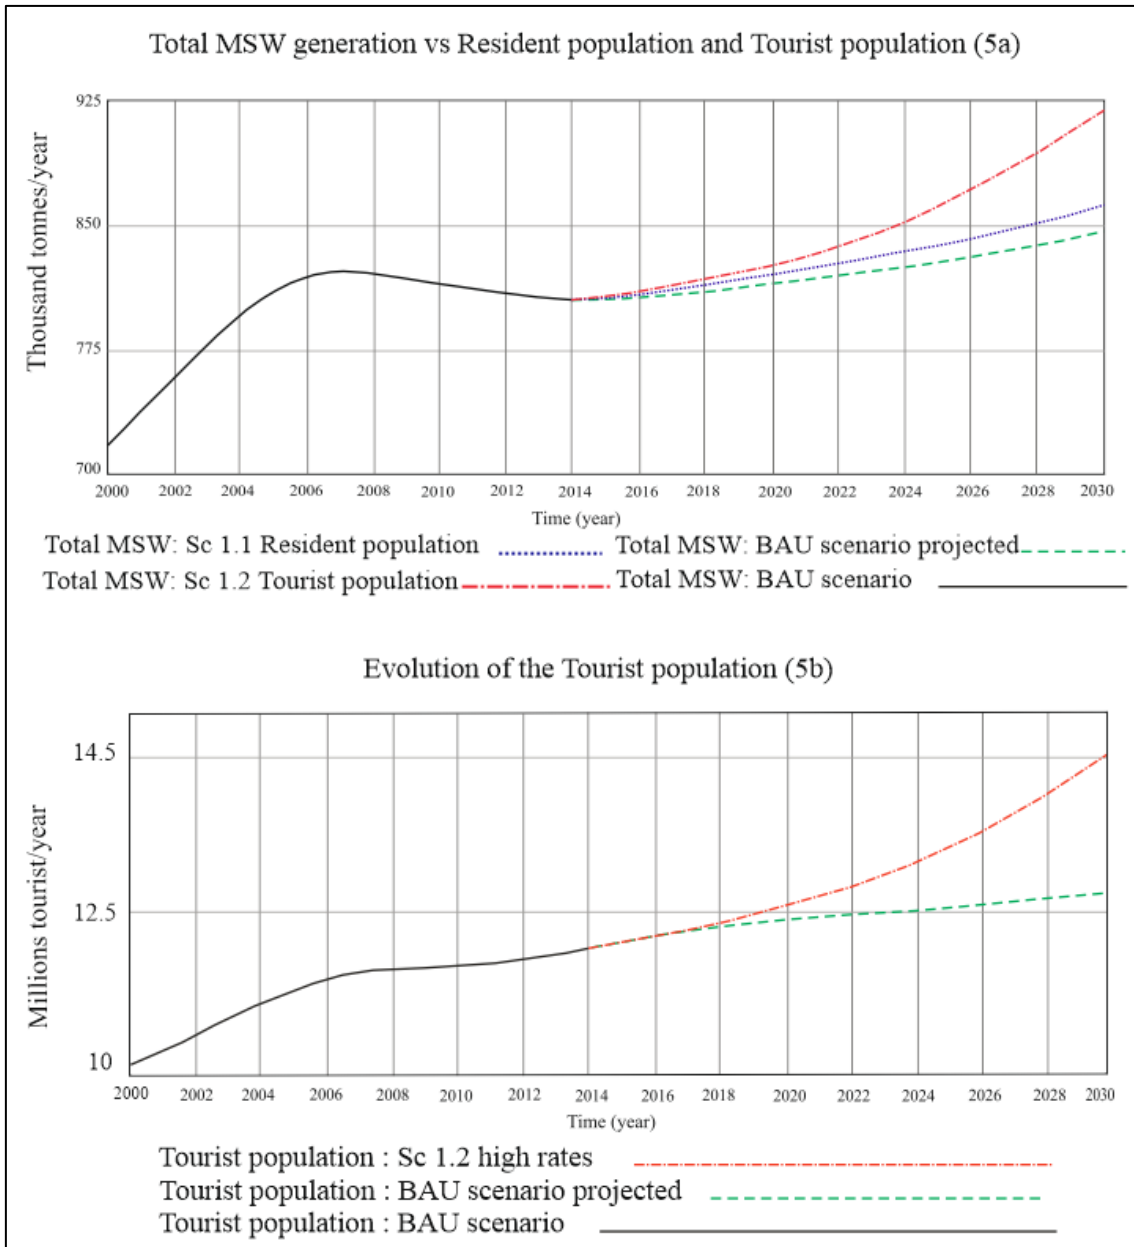 Total MSW generation vs Resident population and Tourist population (5a)
Thousand tonnes/year
925
850
775
700
2000 2002 2004 2006 2008 2010 2012 2014 2016 2018 2020 2022 2024 2026 2028 2030
Time (year)
Total MSW: Sc 1.1 Resident population Total MSW: BAU scenario projected
Total MSW: Sc 1.2 Tourist population Total MSW: BAU scenario
Evolution of the Tourist population (5b)
Millions tourist/year
14.5
12.5
10
2000 2002 2004 2006 2008 2010 2012 2014 2016 2018 2020 2022 2024 2026 2028 2030
Time (year)
Tourist population : Sc 1.2 high rates
Tourist population : BAU scenario projected
Tourist population : BAU scenario